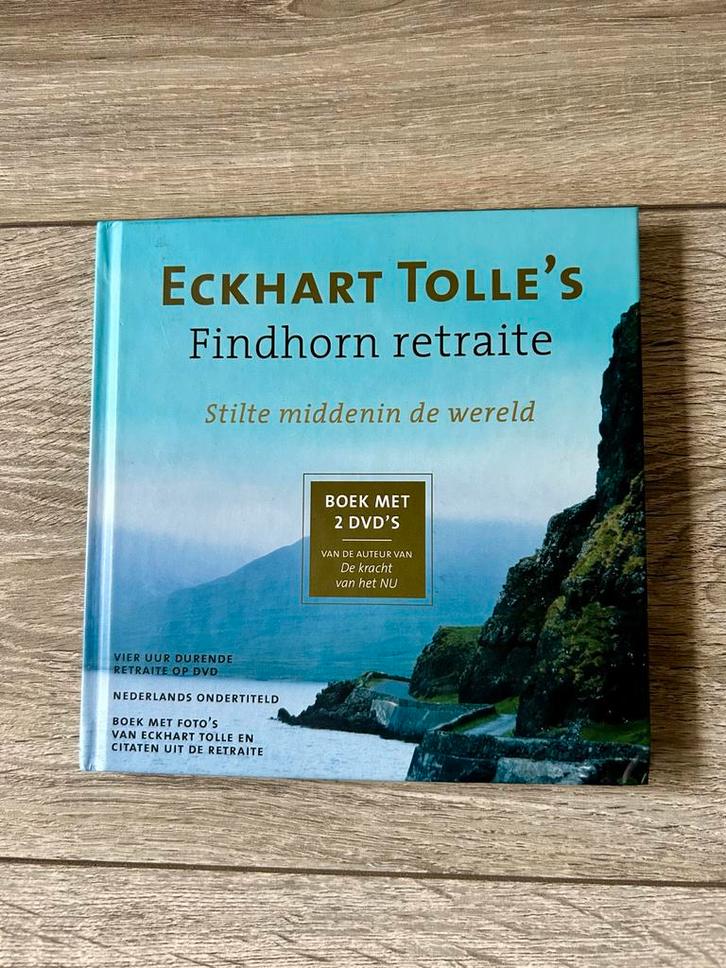 ECKHART TOLLE'S
Findhorn retraite
Stilte middenin de wereld
BOEK MET
2 DVD'S
VAN DE AUTEUR VAN
De kracht
van het NU
VIER UUR DURENDE
RETRAITE OP DVD
NEDERLANDS ONDERTITELD
BOEK MET FOTO'S
VAN ECKHART TOLLE EN
CITATEN UIT DE RETRAITE